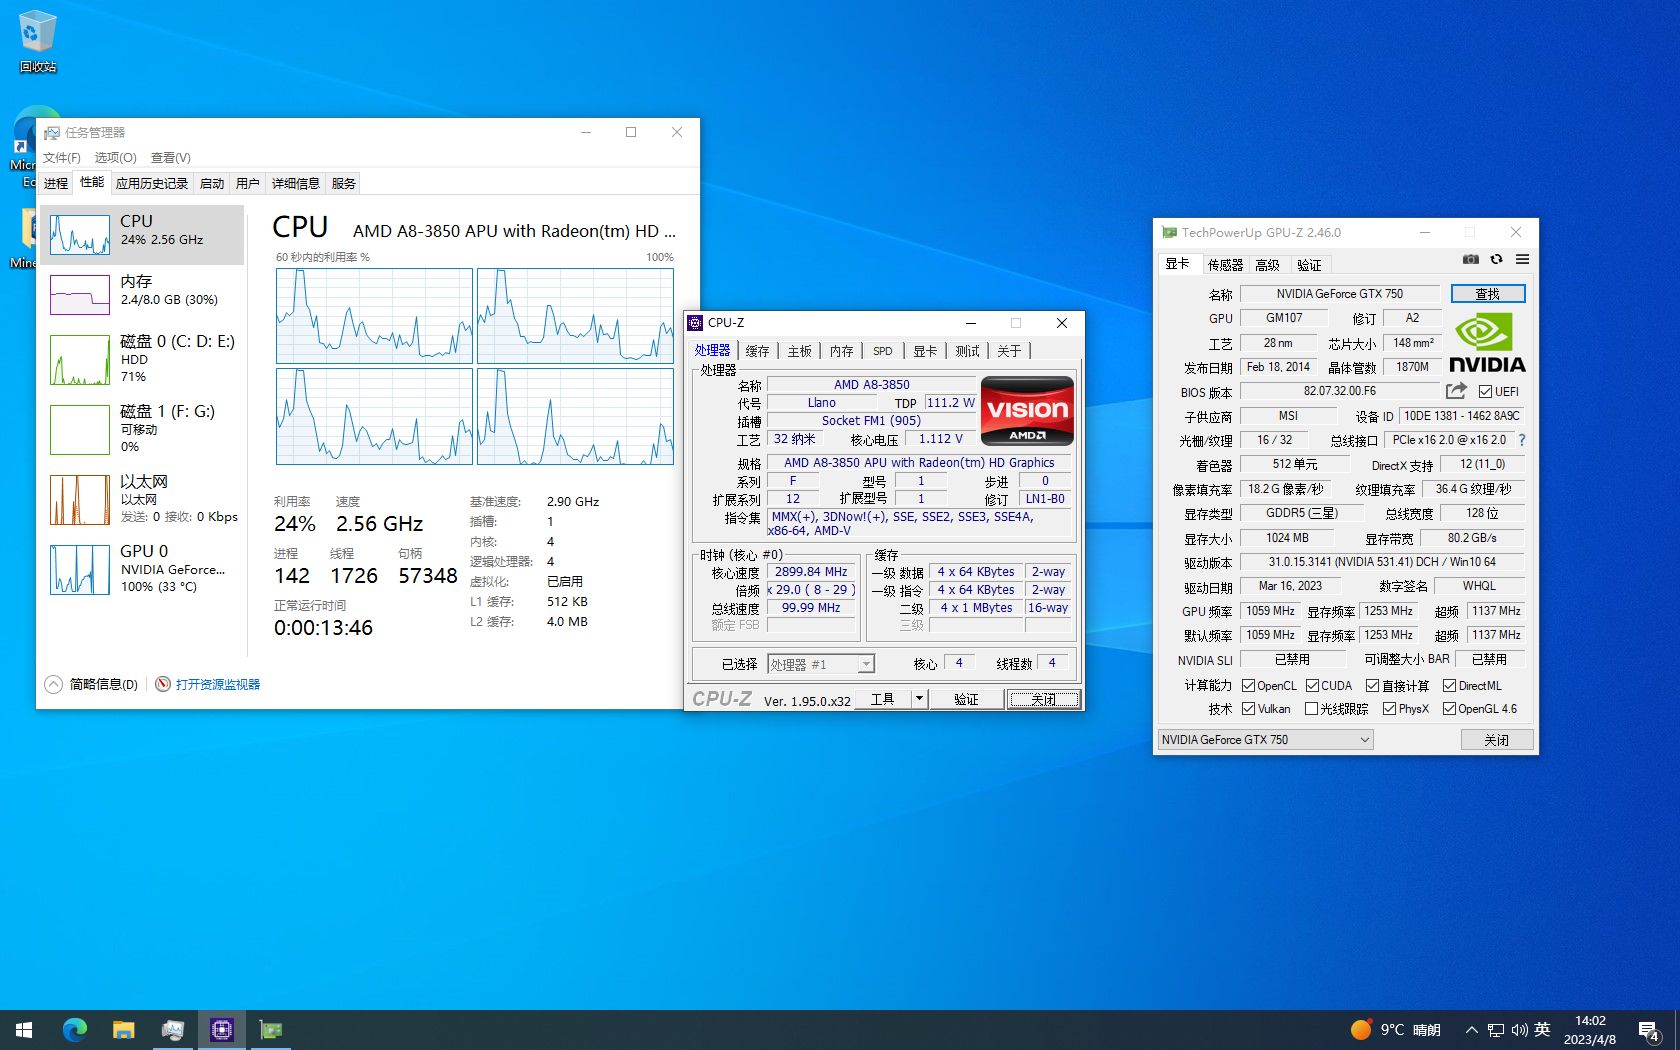 回收站
Micr
Ec
Mine
任务管理器
文件(F) 选项(O) 查看(V)
进程 性能 应用历史记录 启动 用户 详细信息 服务
CPU
24% 2.56 GHz
内存
2.4/8.0 GB (30%)
磁盘 0 (C: D: E:)
HDD
71%
磁盘 1 (F: G:)
可移动
0%
以太网
以太网
发送: 0 接收: 0 Kbps
GPU 0
NVIDIA GeForce...
100% (33 °C)
CPU AMD A8-3850 APU with Radeon(tm) HD ...
60 秒内的利用率 % 100%
利用率 速度
24% 2.56 GHz
进程 线程 句柄
142 1726 57348
正常运行时间
0:00:13:46
基准速度: 2.90 GHz
插槽: 1
内核: 4
逻辑处理器: 4
虚拟化: 已启用
L1 缓存: 512 KB
L2 缓存: 4.0 MB
简略信息(D) 打开资源监视器
CPU-Z
处理器 缓存 主板 内存 SPD 显卡 测试 关于
处理器
名称 AMD A8-3850
代号 Llano TDP 111.2 W
插槽 Socket FM1 (905)
工艺 32 纳米 核心电压 1.112 V
VISION
AMD
规格 AMD A8-3850 APU with Radeon(tm) HD Graphics
系列 F 型号 1 步进 0
扩展系列 12 扩展型号 1 修订 LN1-B0
指令集 MMX(+), 3DNow!(+), SSE, SSE2, SSE3, SSE4A,
x86-64, AMD-V
时钟 (核心 #0)
核心速度 2899.84 MHz
倍频 x 29.0 ( 8 - 29 )
总线速度 99.99 MHz
额定 FSB
缓存
一级 数据 4 x 64 KBytes 2-way
一级 指令 4 x 64 KBytes 2-way
二级 4 x 1 MBytes 16-way
三级
已选择 处理器 #1 核心 4 线程数 4
CPU-Z Ver. 1.95.0.x32 工具 验证 关闭
TechPowerUp GPU-Z 2.46.0
显卡 传感器 高级 验证
名称 NVIDIA GeForce GTX 750 查找
GPU GM107 修订 A2
工艺 28 nm 芯片大小 148 mm²
发布日期 Feb 18, 2014 晶体管数 1870M
NVIDIA
BIOS 版本 82.07.32.00.F6 UEFI
子供应商 MSI 设备 ID 10DE 1381 - 1462 8A9C
光栅/纹理 16 / 32 总线接口 PCIe x16 2.0 @ x16 2.0 ?
着色器 512 单元 DirectX 支持 12 (11_0)
像素填充率 18.2 G 像素/秒 纹理填充率 36.4 G 纹理/秒
显存类型 GDDR5 (三星) 总线宽度 128 位
显存大小 1024 MB 显存带宽 80.2 GB/s
驱动版本 31.0.15.3141 (NVIDIA 531.41) DCH / Win10 64
驱动日期 Mar 16, 2023 数字签名 WHQL
GPU 频率 1059 MHz 显存频率 1253 MHz 超频 1137 MHz
默认频率 1059 MHz 显存频率 1253 MHz 超频 1137 MHz
NVIDIA SLI 已禁用 可调整大小 BAR 已禁用
计算能力 OpenCL CUDA 直接计算 DirectML
技术 Vulkan 光线跟踪 PhysX OpenGL 4.6
NVIDIA GeForce GTX 750 关闭
9°C 晴朗 英 14:02
2023/4/8
4